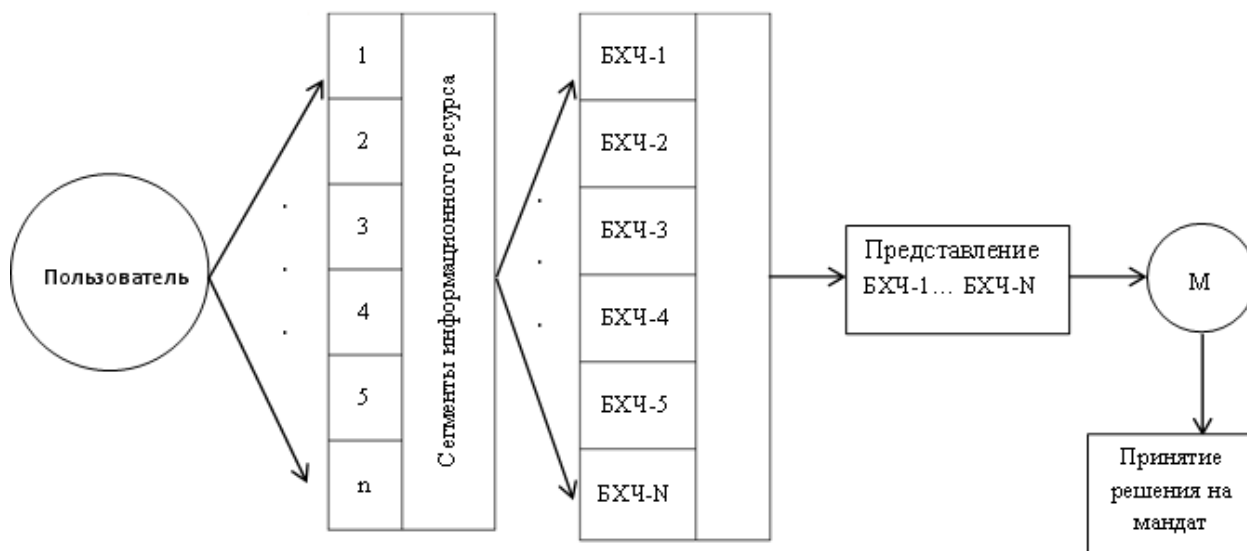 Пользователь
1
2
3
4
5
n
Сегменты информационного ресурса
БХЧ-1
БХЧ-2
БХЧ-3
БХЧ-4
БХЧ-5
БХЧ-N
Представление
БХЧ-1… БХЧ-N
М
Принятие
решения на
мандат